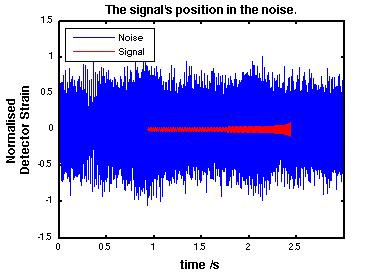 The signal's position in the noise.
Noise
Signal
Normalised
Detector Strain
1.5
1
0.5
0
-0.5
-1
-1.5
0
0.5
1
1.5
2
2.5
time /s